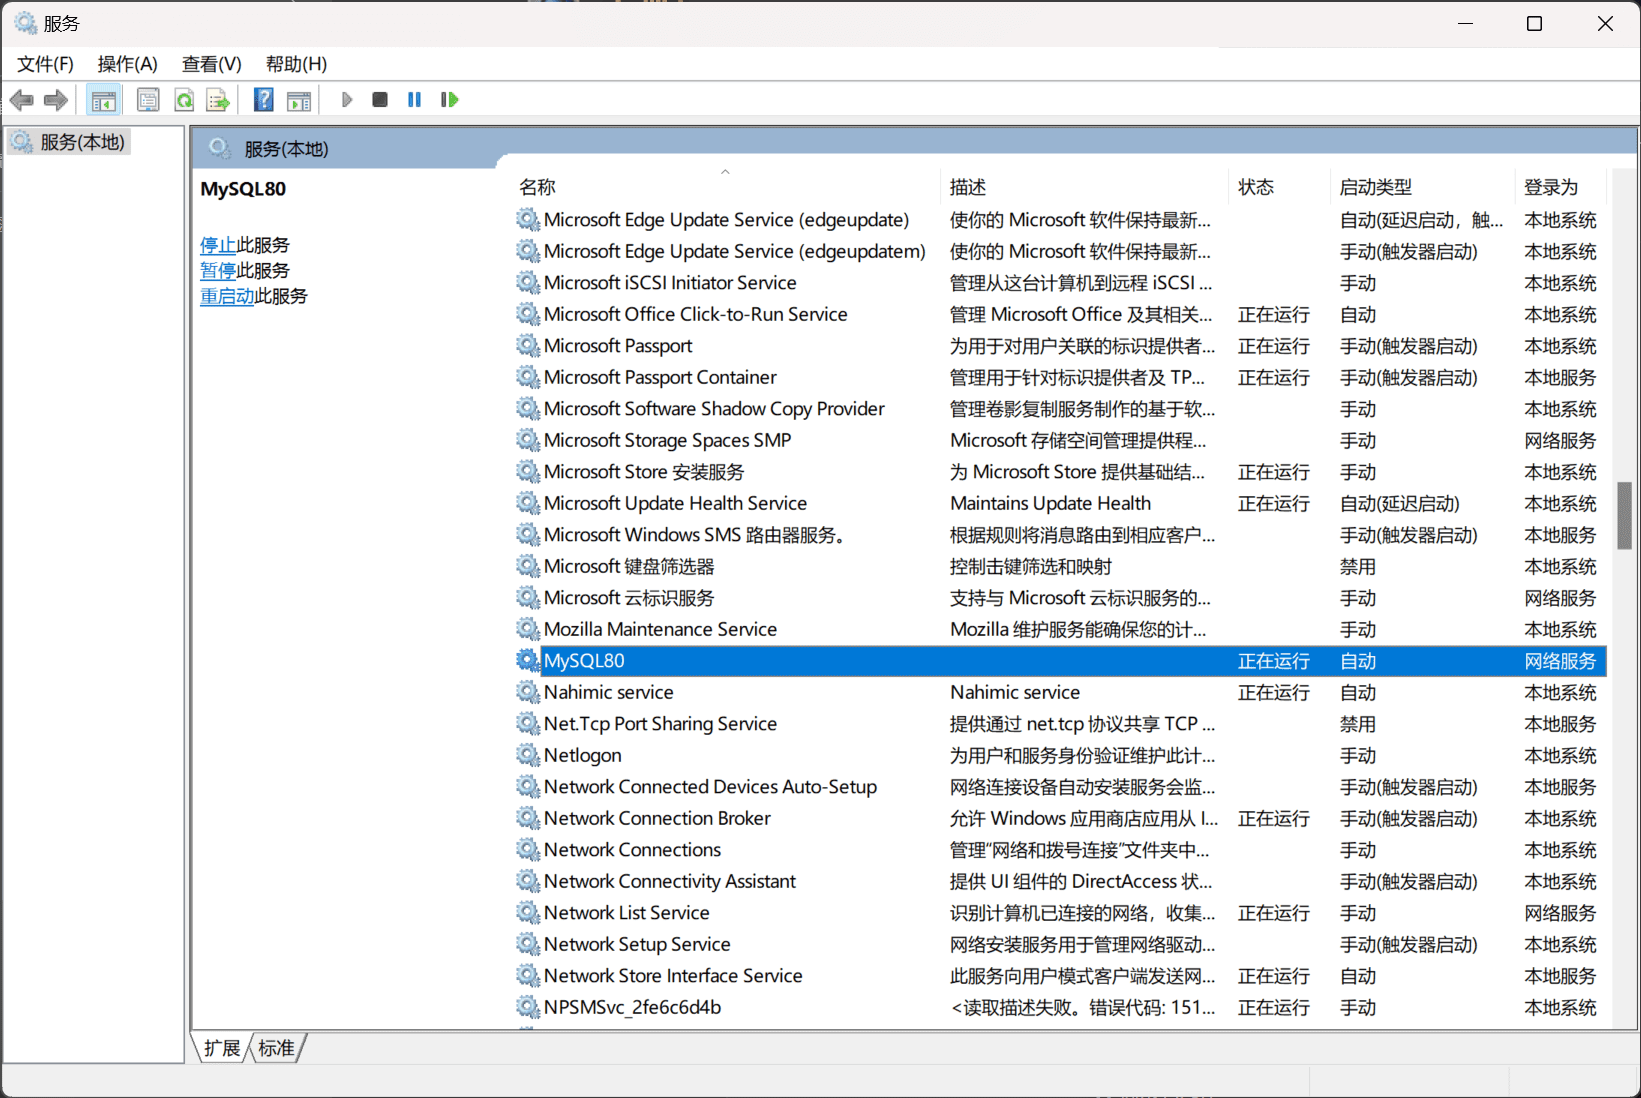 服务
文件(F) 操作(A) 查看(V) 帮助(H)
服务(本地)
服务(本地)
MySQL80
停止此服务
暂停此服务
重启动此服务
名称 描述 状态 启动类型 登录为
Microsoft Edge Update Service (edgeupdate) 使你的 Microsoft 软件保持最新... 自动(延迟启动，触... 本地系统
Microsoft Edge Update Service (edgeupdatem) 使你的 Microsoft 软件保持最新... 手动(触发器启动) 本地系统
Microsoft iSCSI Initiator Service 管理从这台计算机到远程 iSCSI ... 手动 本地系统
Microsoft Office Click-to-Run Service 管理 Microsoft Office 及其相关... 正在运行 自动 本地系统
Microsoft Passport 为用于对用户关联的标识提供者... 正在运行 手动(触发器启动) 本地系统
Microsoft Passport Container 管理用于针对标识提供者及 TP... 正在运行 手动(触发器启动) 本地服务
Microsoft Software Shadow Copy Provider 管理卷影复制服务制作的基于软... 手动 本地系统
Microsoft Storage Spaces SMP Microsoft 存储空间管理提供程... 手动 网络服务
Microsoft Store 安装服务 为 Microsoft Store 提供基础结... 正在运行 手动 本地系统
Microsoft Update Health Service Maintains Update Health 正在运行 自动(延迟启动) 本地系统
Microsoft Windows SMS 路由器服务。 根据规则将消息路由到相应客户... 手动(触发器启动) 本地服务
Microsoft 键盘筛选器 控制击键筛选和映射 禁用 本地系统
Microsoft 云标识服务 支持与 Microsoft 云标识服务的... 手动 网络服务
Mozilla Maintenance Service Mozilla 维护服务能确保您的计... 手动 本地系统
MySQL80 正在运行 自动 网络服务
Nahimic service Nahimic service 正在运行 自动 本地系统
Net.Tcp Port Sharing Service 提供通过 net.tcp 协议共享 TCP ... 禁用 本地服务
Netlogon 为用户和服务身份验证维护此计... 手动 本地系统
Network Connected Devices Auto-Setup 网络连接设备自动安装服务会监... 手动(触发器启动) 本地服务
Network Connection Broker 允许 Windows 应用商店应用从 I... 正在运行 手动(触发器启动) 本地系统
Network Connections 管理“网络和拨号连接”文件夹中... 手动 本地系统
Network Connectivity Assistant 提供 UI 组件的 DirectAccess 状... 手动(触发器启动) 本地系统
Network List Service 识别计算机已连接的网络，收集... 正在运行 手动 网络服务
Network Setup Service 网络安装服务用于管理网络驱动... 手动(触发器启动) 本地系统
Network Store Interface Service 此服务向用户模式客户端发送网... 正在运行 自动 本地服务
NPSMSvc_2fe6c6d4b <读取描述失败。错误代码: 151... 正在运行 手动 本地系统
扩展 标准